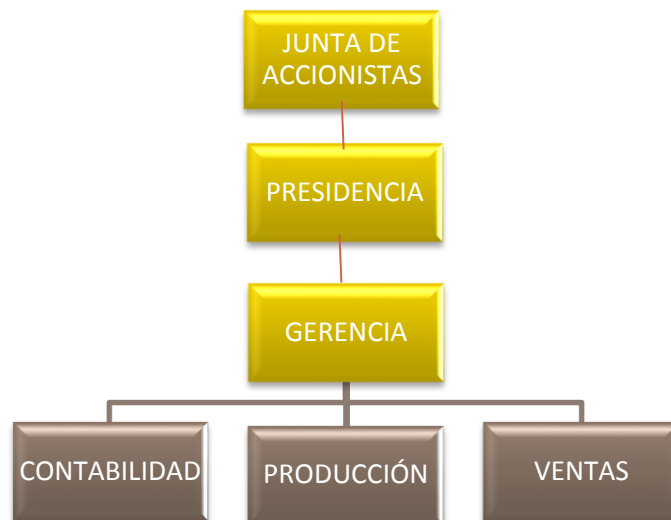 JUNTA DE
ACCIONISTAS
PRESIDENCIA
GERENCIA
CONTABILIDAD
PRODUCCIÓN
VENTAS